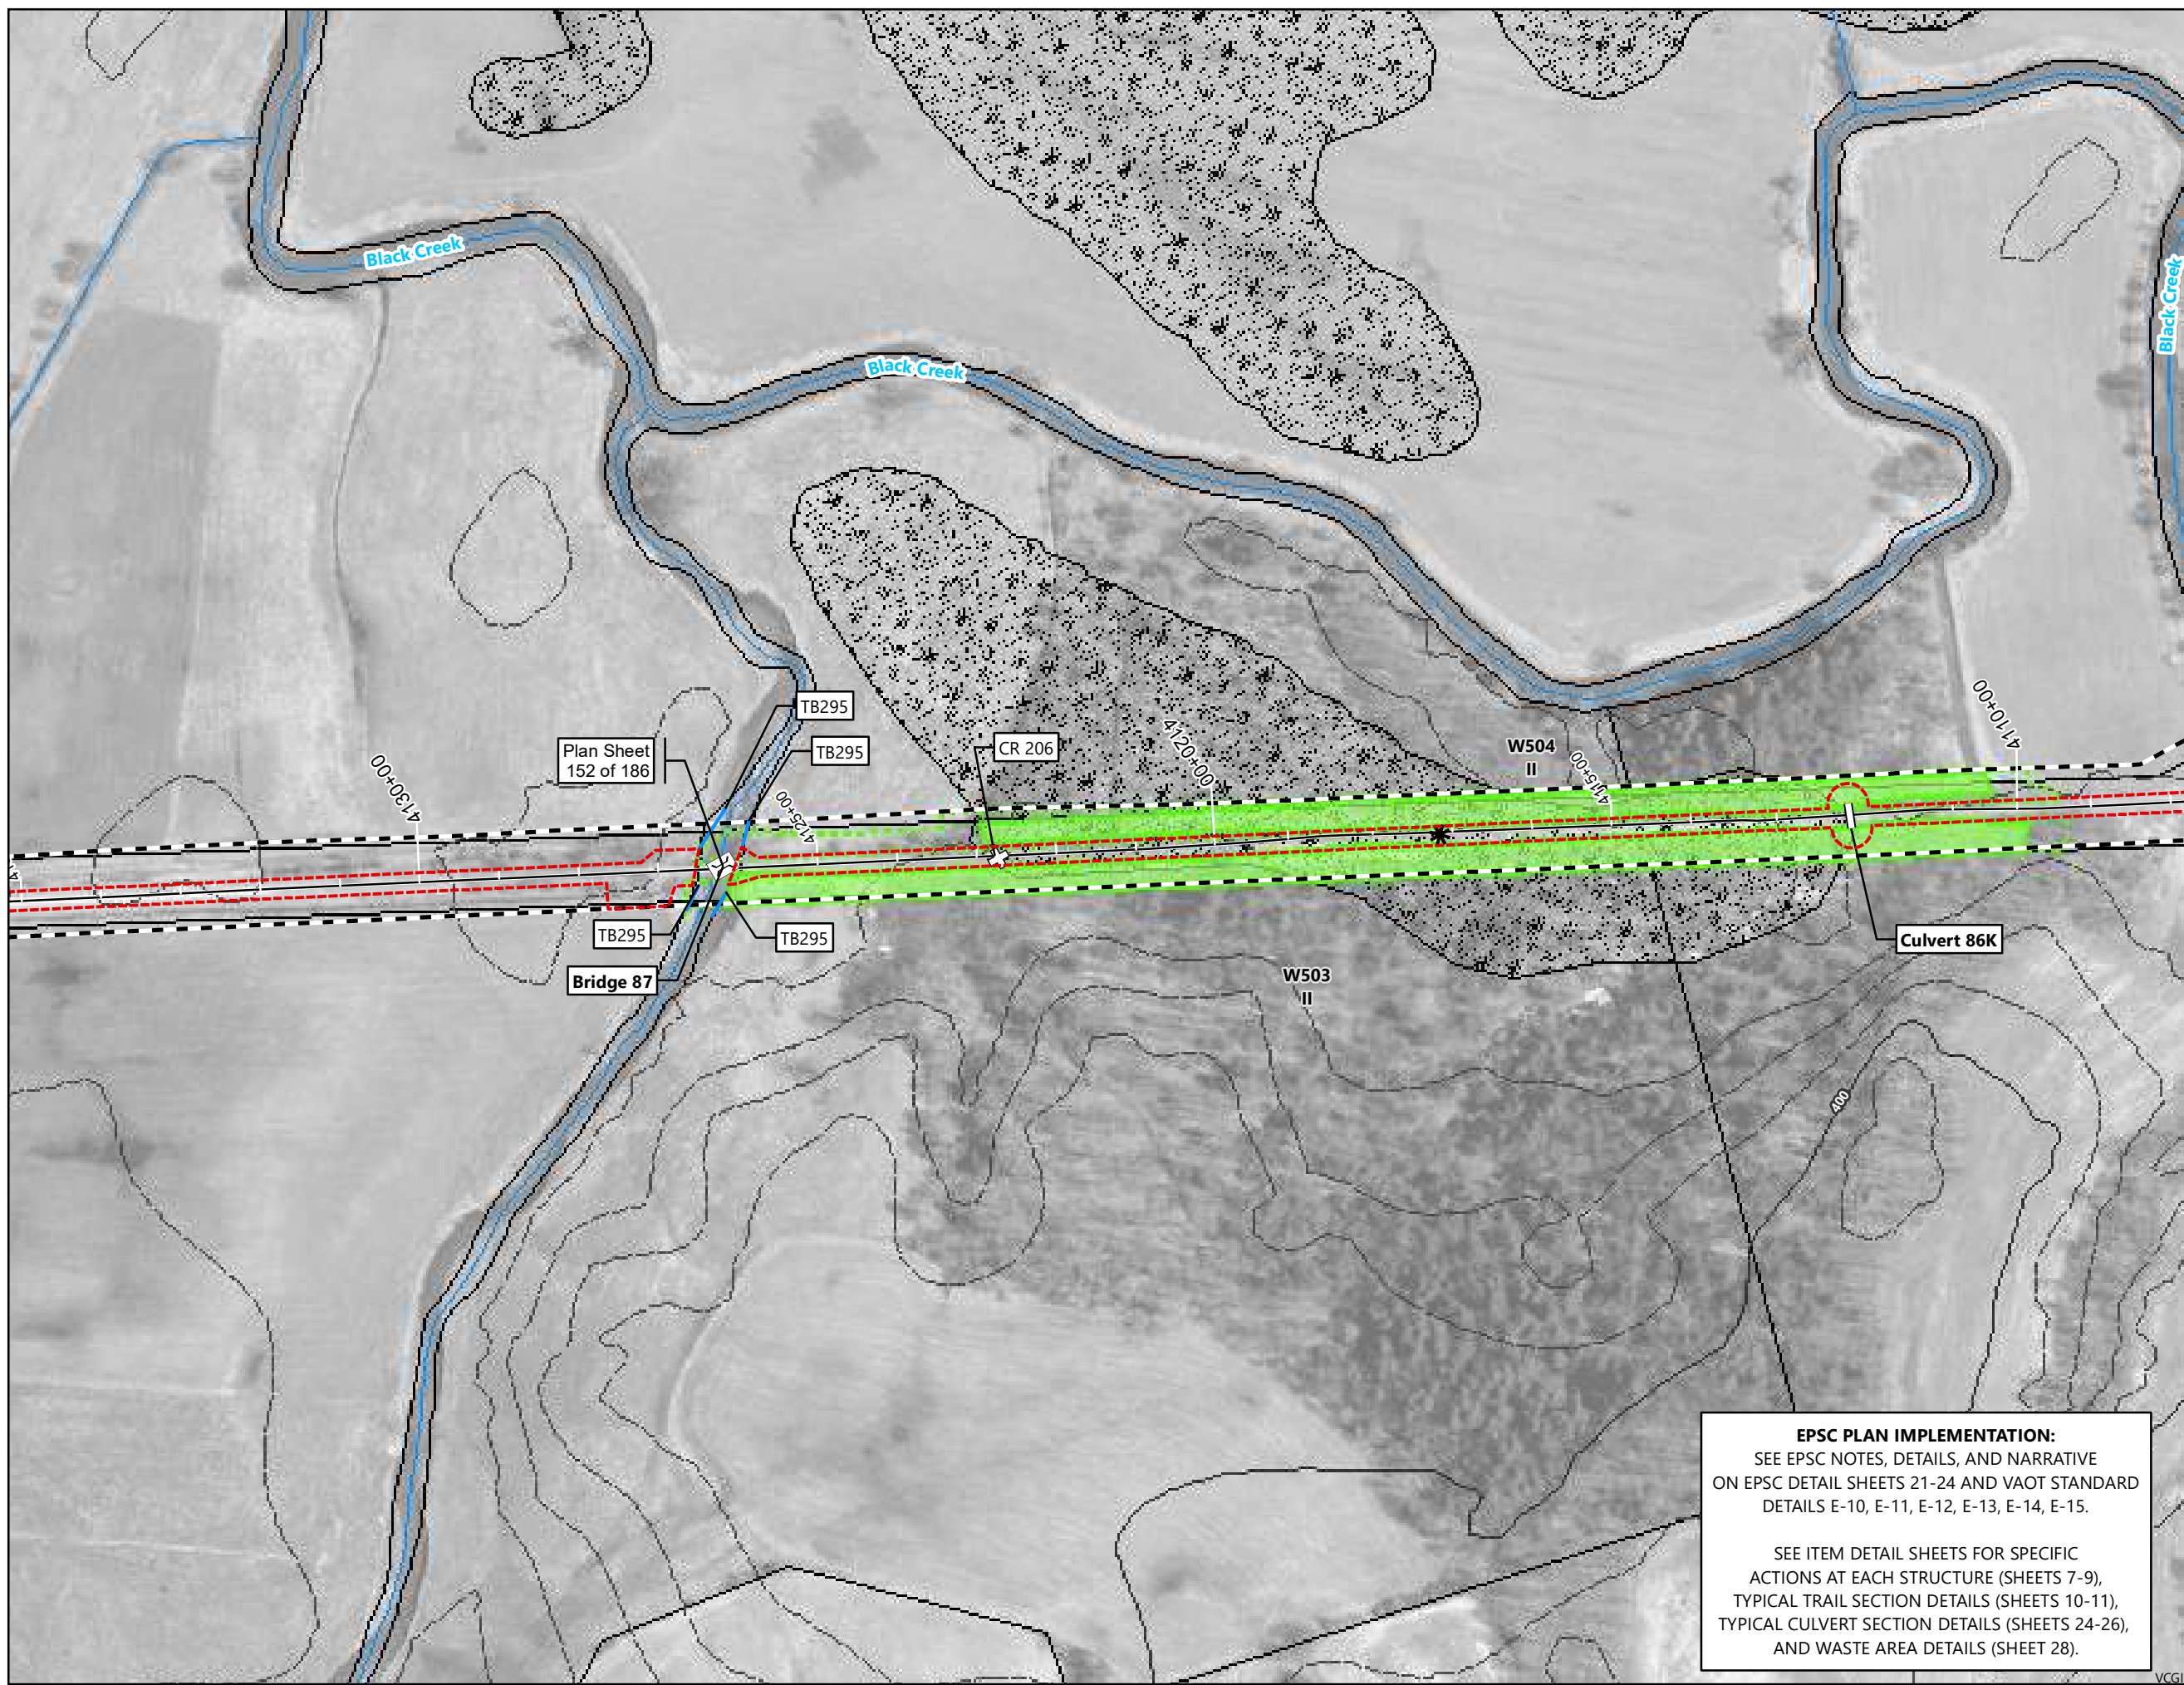 Black Creek
Black Creek
Black Creek
TB295
TB295
Plan Sheet
152 of 186
CR 206
4130+00
4125+00
4120+00
4115+00
4110+00
W504
II
TB295
TB295
Bridge 87
Culvert 86K
W503
II
400
EPSC PLAN IMPLEMENTATION:
SEE EPSC NOTES, DETAILS, AND NARRATIVE
ON EPSC DETAIL SHEETS 21-24 AND VAOT STANDARD
DETAILS E-10, E-11, E-12, E-13, E-14, E-15.
SEE ITEM DETAIL SHEETS FOR SPECIFIC
ACTIONS AT EACH STRUCTURE (SHEETS 7-9),
TYPICAL TRAIL SECTION DETAILS (SHEETS 10-11),
TYPICAL CULVERT SECTION DETAILS (SHEETS 24-26),
AND WASTE AREA DETAILS (SHEET 28).
VCGI